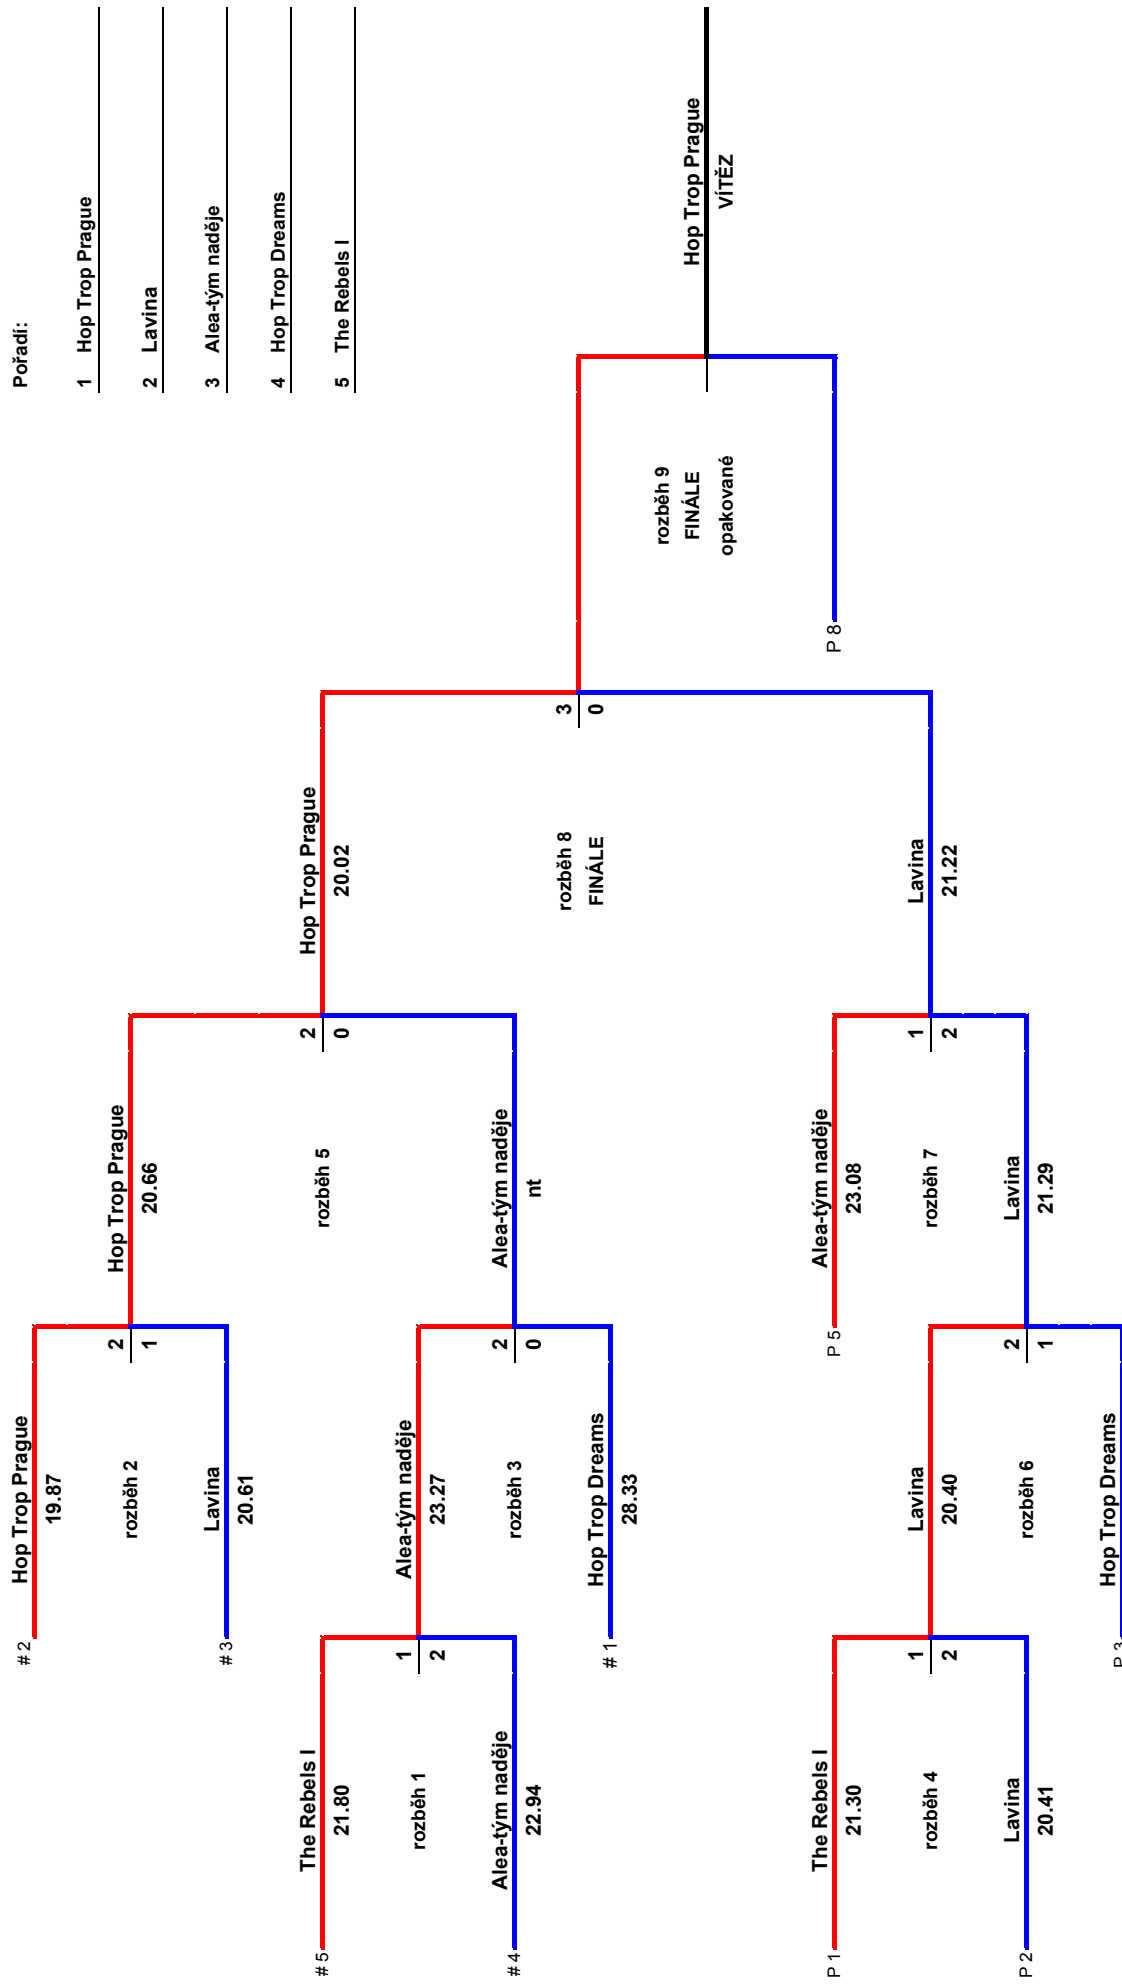 Pořadí:
1 Hop Trop Prague
2 Lavina
3 Alea-tým naděje
4 Hop Trop Dreams
5 The Rebels I
# 2
Hop Trop Prague
19.87
rozběh 2
2
1
# 3
Lavina
20.61
# 5
The Rebels I
21.80
rozběh 1
1
2
# 4
Alea-tým naděje
22.94
Alea-tým naděje
23.27
rozběh 3
2
0
# 1
Hop Trop Dreams
28.33
Hop Trop Prague
20.66
rozběh 5
2
0
Alea-tým naděje
nt
Hop Trop Prague
20.02
rozběh 8
FINÁLE
3
0
Lavina
21.22
rozběh 9
FINÁLE
opakované
P 8
Hop Trop Prague
VÍTĚZ
P 1
The Rebels I
21.30
rozběh 4
1
2
P 2
Lavina
20.41
Lavina
20.40
rozběh 6
2
1
P 3
Hop Trop Dreams
P 5
Alea-tým naděje
23.08
rozběh 7
1
2
Lavina
21.29